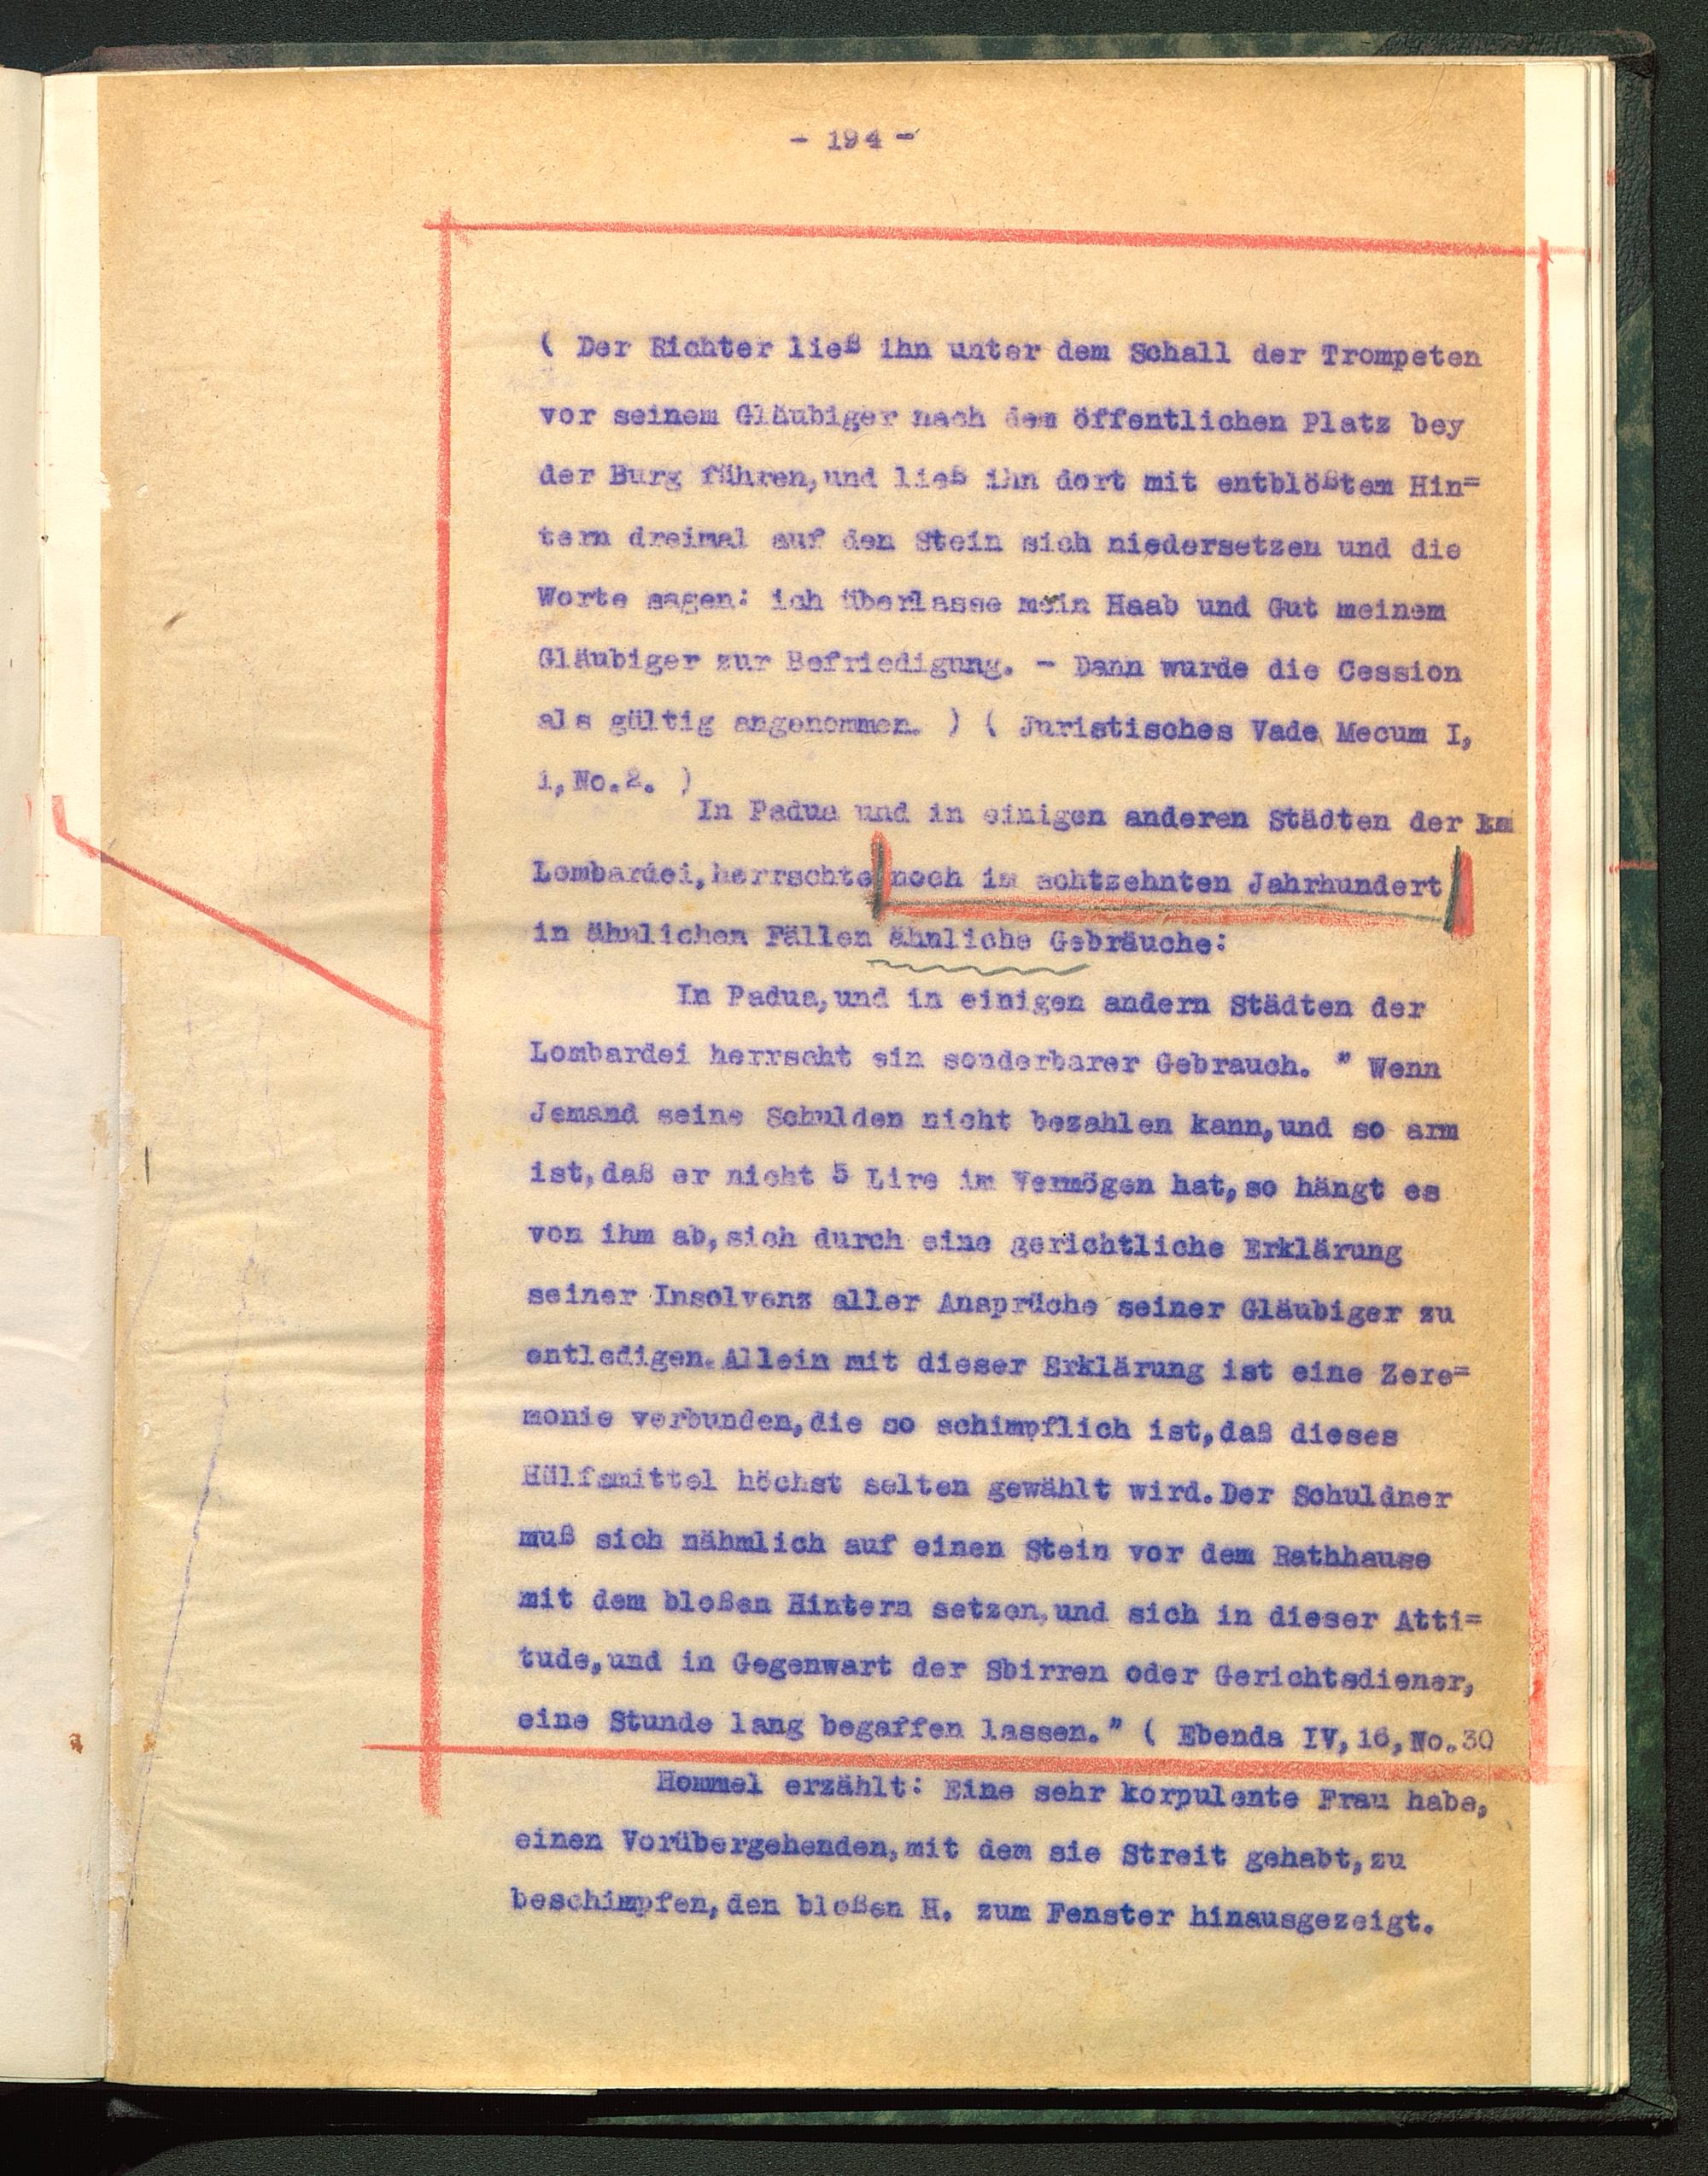 - 194 -
( Der Richter ließ ihn unter dem Schall der Trompeten
vor seinem Gläubiger nach dem öffentlichen Platz bey
der Burg führen,und ließ ihn dort mit entblößtem Hin=
tern dreimal auf den Stein sich niedersetzen und die
Worte sagen: ich überlasse mein Haab und Gut meinem
Gläubiger zur Befriedigung. - Dann wurde die Cession
als gültig angenommen. ) ( Juristisches Vade Mecum I,
1,No.2. )
In Padua und in einigen anderen Städten der
Lombardei,herrschte noch im achtzehnten Jahrhundert
in ähnlichen Fällen ähnliche Gebräuche:
In Padua,und in einigen andern Städten der
Lombardei herrscht ein sonderbarer Gebrauch. " Wenn
Jemand seine Schulden nicht bezahlen kann,und so arm
ist,daß er nicht 5 Lire im Vermögen hat,so hängt es
von ihm ab,sich durch eine gerichtliche Erklärung
seiner Insolvenz aller Ansprüche seiner Gläubiger zu
entledigen.Allein mit dieser Erklärung ist eine Zere=
monie verbunden,die so schimpflich ist,daß dieses
Hülfsmittel höchst selten gewählt wird.Der Schuldner
muß sich nähmlich auf einen Stein vor dem Rathhause
mit dem bloßen Hintern setzen,und sich in dieser Atti=
tude,und in Gegenwart der Sbirren oder Gerichtsdiener,
eine Stunde lang begaffen lassen." ( Ebenda IV,16,No.30
Hommel erzählt: Eine sehr korpulente Frau habe,
einen Vorübergehenden,mit dem sie Streit gehabt,zu
beschimpfen,den bloßen H. zum Fenster hinausgezeigt.